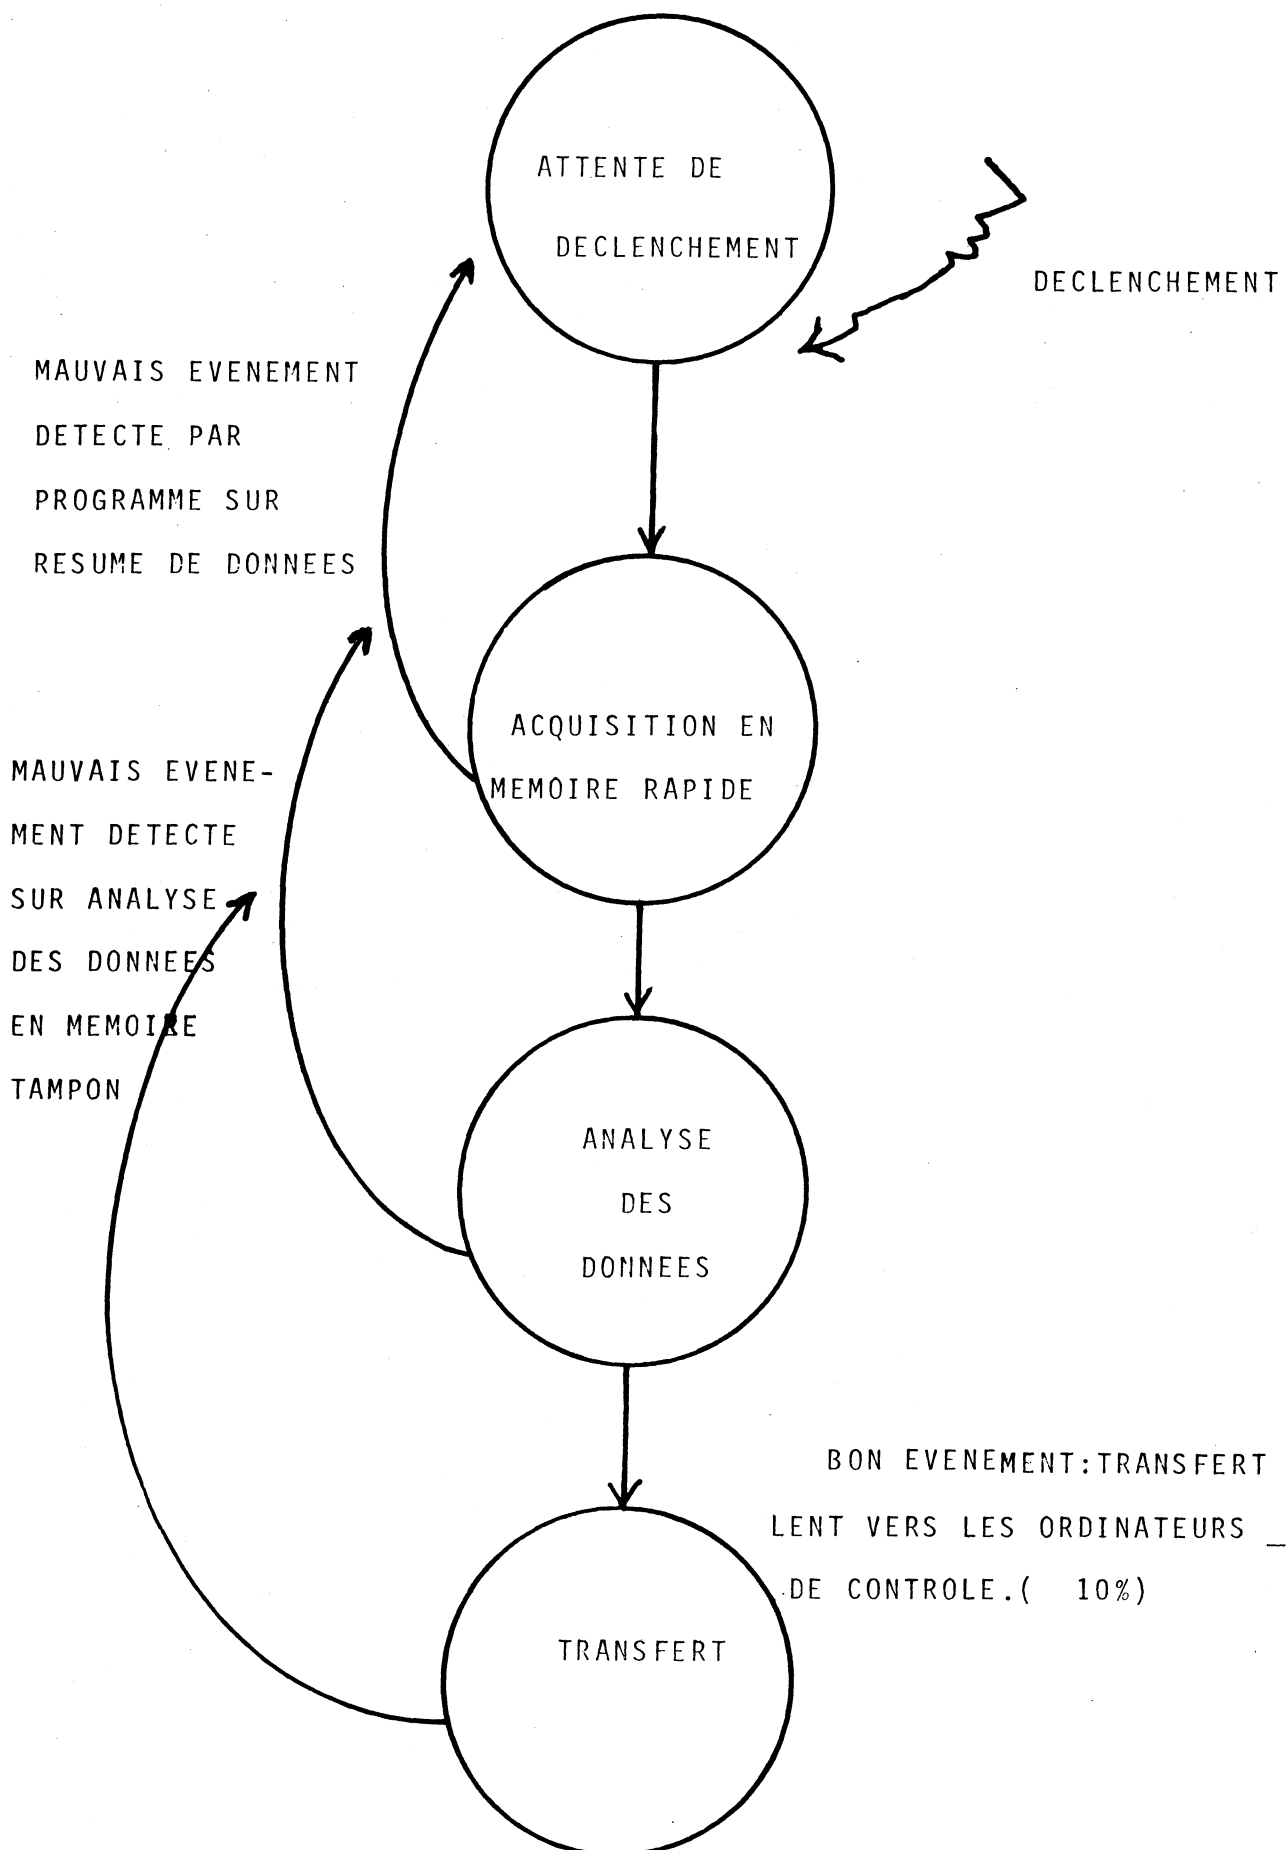 ATTENTE DE
DECLENCHEMENT
DECLENCHEMENT
MAUVAIS EVENEMENT
DETECTE PAR
PROGRAMME SUR
RESUME DE DONNEES
ACQUISITION EN
MEMOIRE RAPIDE
MAUVAIS EVENE-
MENT DETECTE
SUR ANALYSE
DES DONNEES
EN MEMOIRE
TAMPON
ANALYSE
DES
DONNEES
BON EVENEMENT:TRANSFERT
LENT VERS LES ORDINATEURS _
DE CONTROLE.( 10%)
TRANSFERT